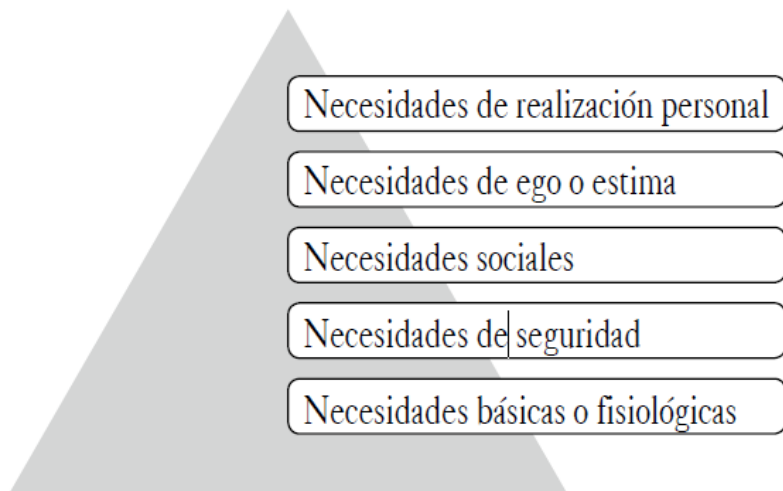 Necesidades de realización personal
Necesidades de ego o estima
Necesidades sociales
Necesidades de seguridad
Necesidades básicas o fisiológicas